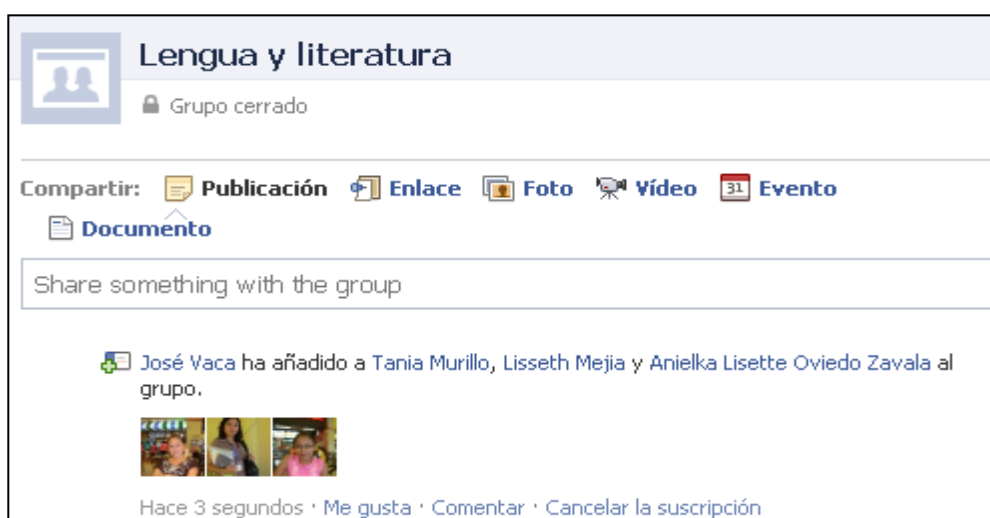 Lengua y literatura
Grupo cerrado
Compartir: Publicación Enlace Foto Vídeo 31 Evento
Documento
Share something with the group
José Vaca ha añadido a Tania Murillo, Lisseth Mejia y Anielka Lisette Oviedo Zavala al
grupo.
Hace 3 segundos · Me gusta · Comentar · Cancelar la suscripción